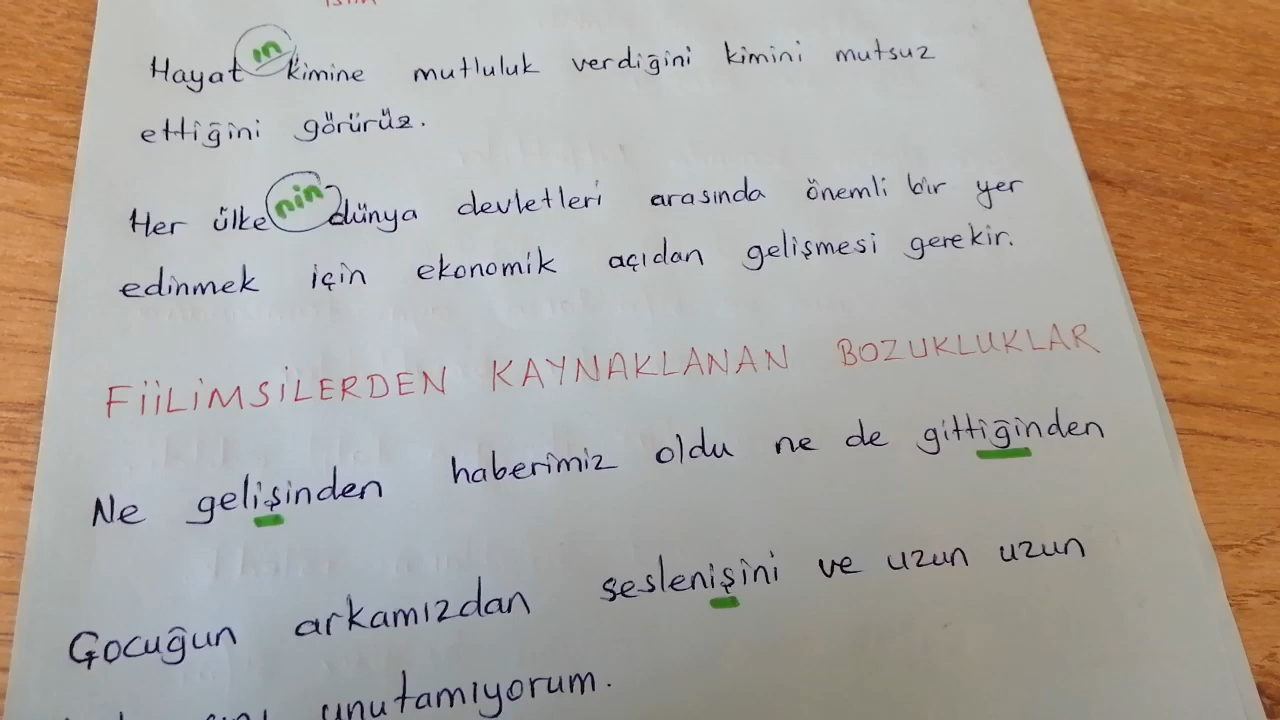 Hayat ın kimine mutluluk verdiğini kimini mutsuz
ettiğini görürüz.
Her ülke nin dünya devletleri arasında önemli bir yer
edinmek için ekonomik açıdan gelişmesi gerekir.
FİİLİMSİLERDEN KAYNAKLANAN BOZUKLUKLAR
Ne gelişinden haberimiz oldu ne de gittiğinden
Çocuğun arkamızdan seslenişini ve uzun uzun
unutamıyorum.